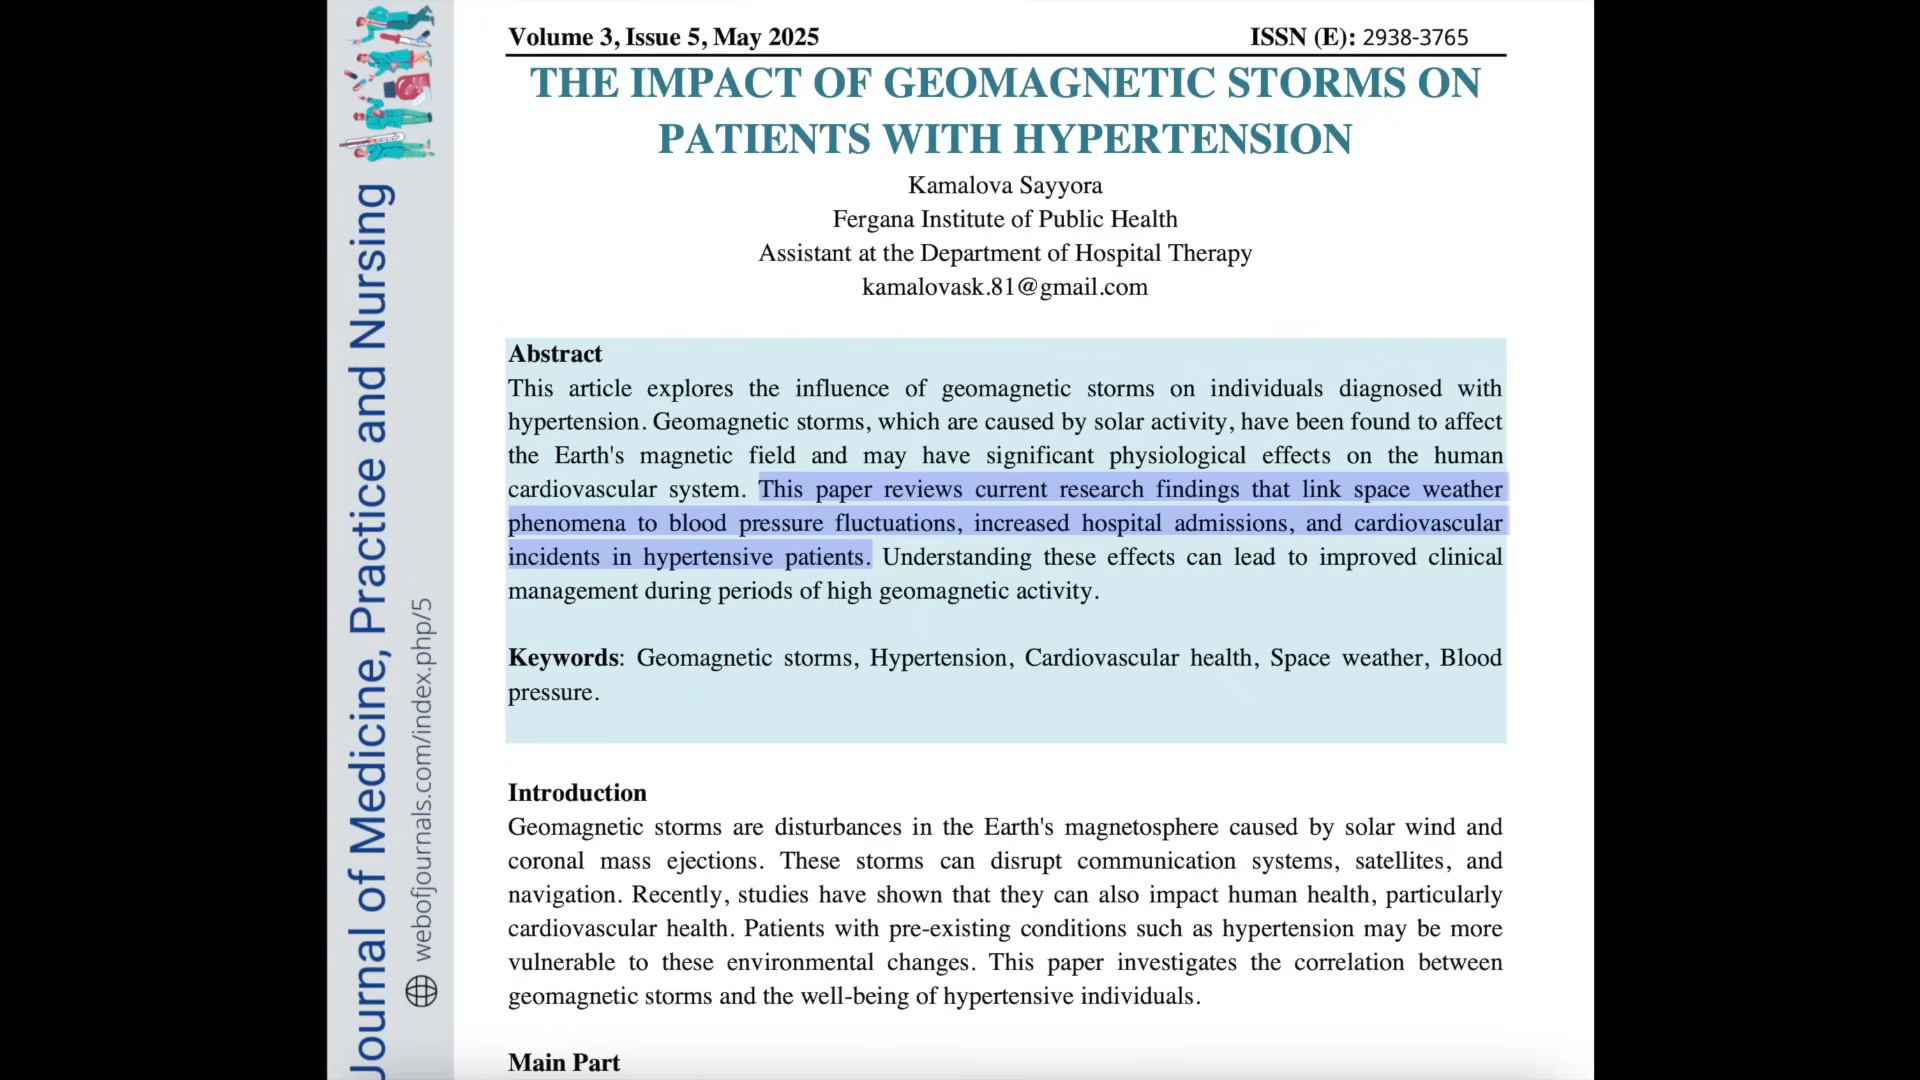 Volume 3, Issue 5, May 2025 ISSN (E): 2938-3765
THE IMPACT OF GEOMAGNETIC STORMS ON
PATIENTS WITH HYPERTENSION
Kamalova Sayyora
Fergana Institute of Public Health
Assistant at the Department of Hospital Therapy
kamalovask.81@gmail.com
Abstract
This article explores the influence of geomagnetic storms on individuals diagnosed with
hypertension. Geomagnetic storms, which are caused by solar activity, have been found to affect
the Earth's magnetic field and may have significant physiological effects on the human
cardiovascular system. This paper reviews current research findings that link space weather
phenomena to blood pressure fluctuations, increased hospital admissions, and cardiovascular
incidents in hypertensive patients. Understanding these effects can lead to improved clinical
management during periods of high geomagnetic activity.
Keywords: Geomagnetic storms, Hypertension, Cardiovascular health, Space weather, Blood
pressure.
Introduction
Geomagnetic storms are disturbances in the Earth's magnetosphere caused by solar wind and
coronal mass ejections. These storms can disrupt communication systems, satellites, and
navigation. Recently, studies have shown that they can also impact human health, particularly
cardiovascular health. Patients with pre-existing conditions such as hypertension may be more
vulnerable to these environmental changes. This paper investigates the correlation between
geomagnetic storms and the well-being of hypertensive individuals.
Main Part
Journal of Medicine, Practice and Nursing
webofjournals.com/index.php/5